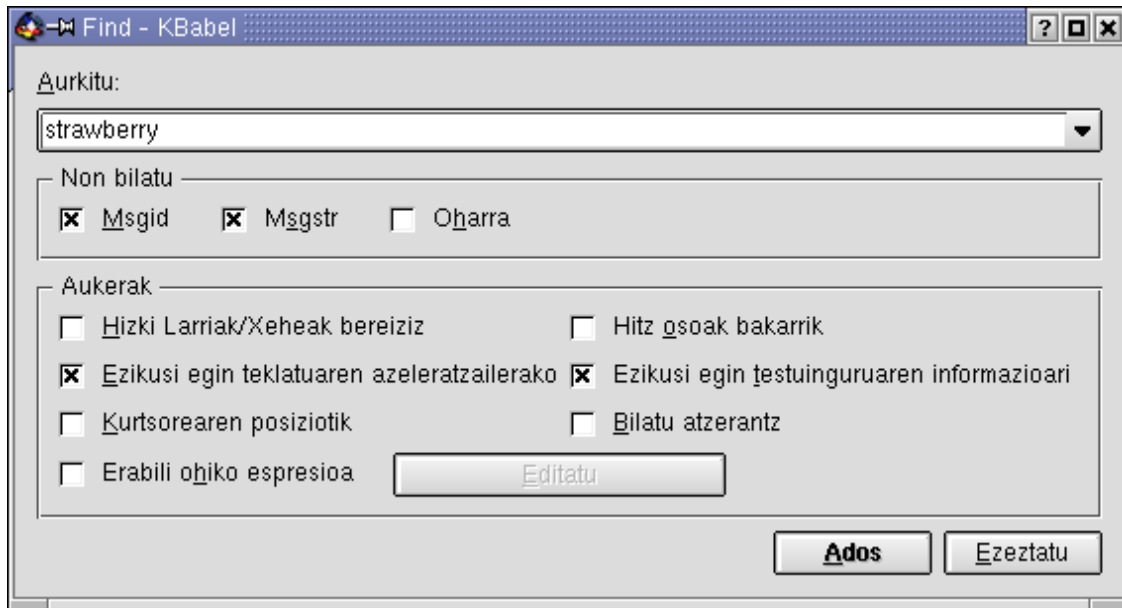 Find - KBabel
Aurkitu:
strawberry
Non bilatu
Msgid Msgstr Oharra
Aukerak
Hizki Larriak/Xeheak bereiziz Hitz osoak bakarrik
Ezikusi egin teklatuaren azeleratzailerako Ezikusi egin testuinguruaren informazioari
Kurtsorearen posiziotik Bilatu atzerantz
Erabili ohiko espresioa Editatu
Ados Ezeztatu